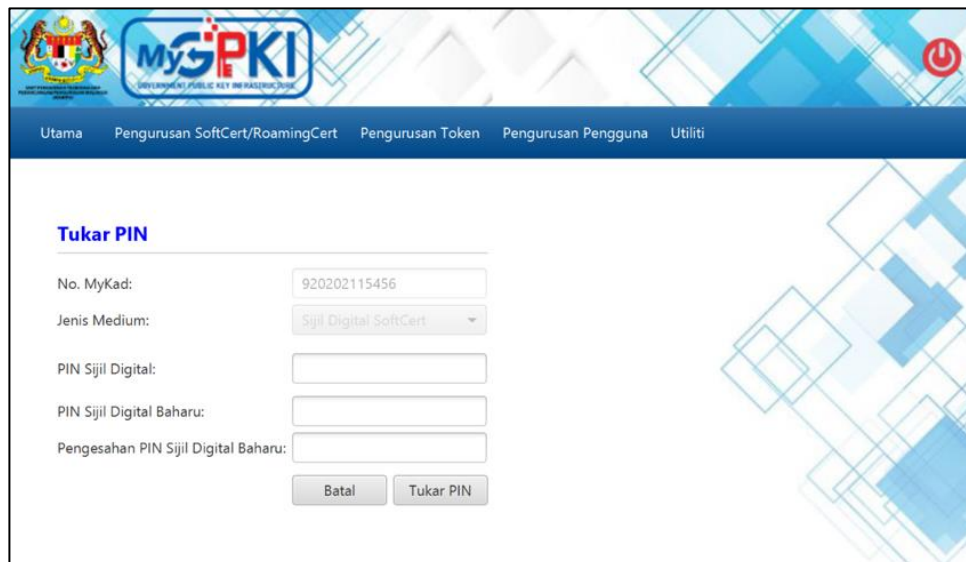 MyGPKI
GOVERNMENT PUBLIC KEY INFRASTRUCTURE
Utama Pengurusan SoftCert/RoamingCert Pengurusan Token Pengurusan Pengguna Utiliti
Tukar PIN
No. MyKad: 920202115456
Jenis Medium: Sijil Digital SoftCert
PIN Sijil Digital:
PIN Sijil Digital Baharu:
Pengesahan PIN Sijil Digital Baharu:
Batal Tukar PIN